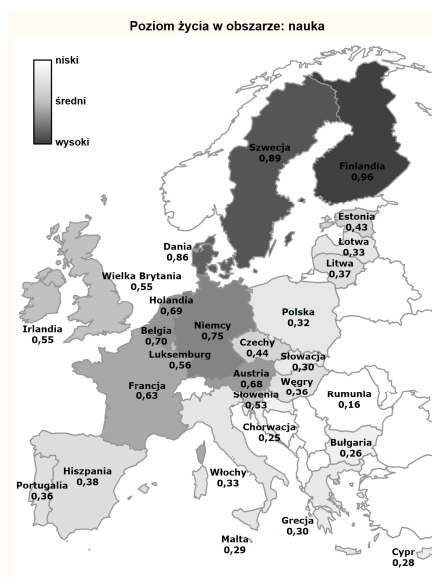 Poziom życia w obszarze: nauka
niski
średni
wysoki
Szwecja
0,89
Finlandia
0,96
Estonia
0,43
Łotwa
0,33
Litwa
0,37
Dania
0,86
Wielka Brytania
0,55
Irlandia
0,55
Holandia
0,69
Belgia
0,70
Niemcy
0,75
Luksemburg
0,56
Polska
0,32
Czechy
0,44
Słowacja
0,30
Austria
0,68
Węgry
0,36
Słowenia
0,53
Francja
0,63
Rumunia
0,16
Chorwacja
0,25
Bułgaria
0,26
Hiszpania
0,38
Portugalia
0,36
Włochy
0,33
Grecja
0,30
Malta
0,29
Cypr
0,28